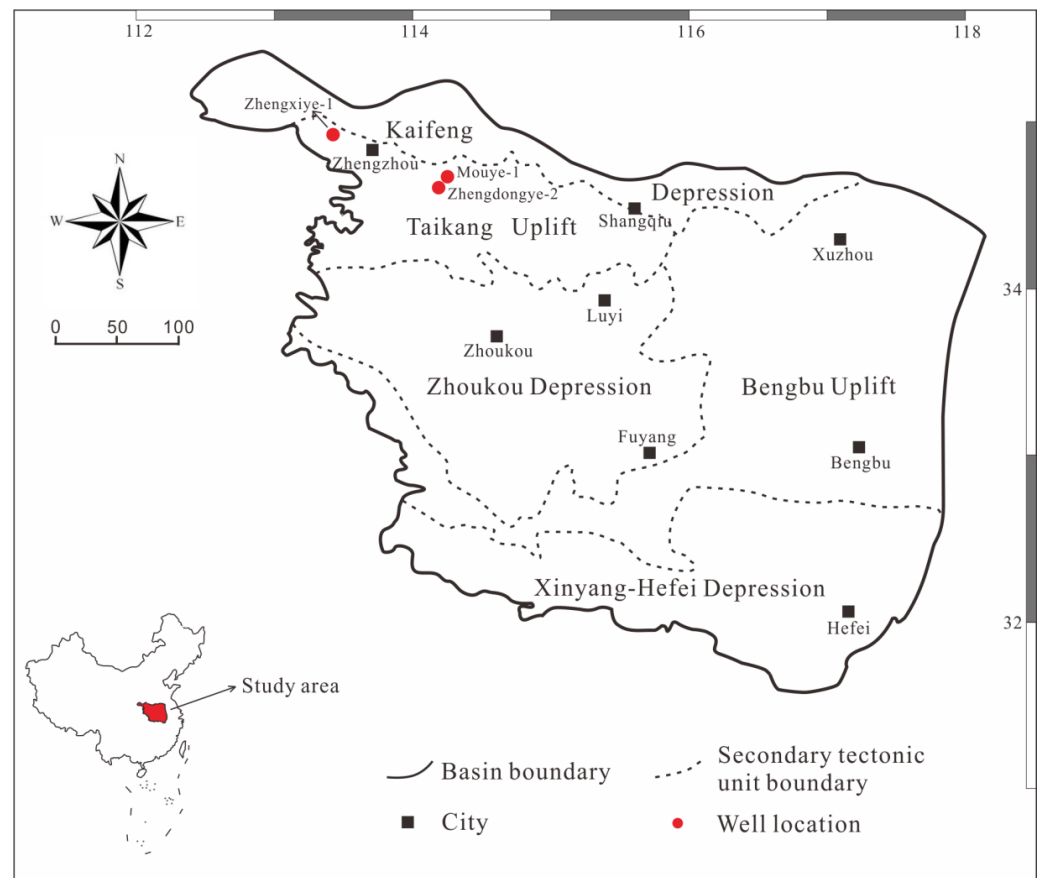 112
114
116
118
Zhengxiye-1
Kaifeng
Zhengzhou
Mouye-1
Zhengdongye-2
Depression
Shangqiu
Taikang Uplift
Xuzhou
N
W
E
S
0 50 100
34
Luyi
Zhoukou
Zhoukou Depression
Bengbu Uplift
Fuyang
Bengbu
Xinyang-Hefei Depression
Hefei
32
Study area
Basin boundary
Secondary tectonic
unit boundary
City
Well location